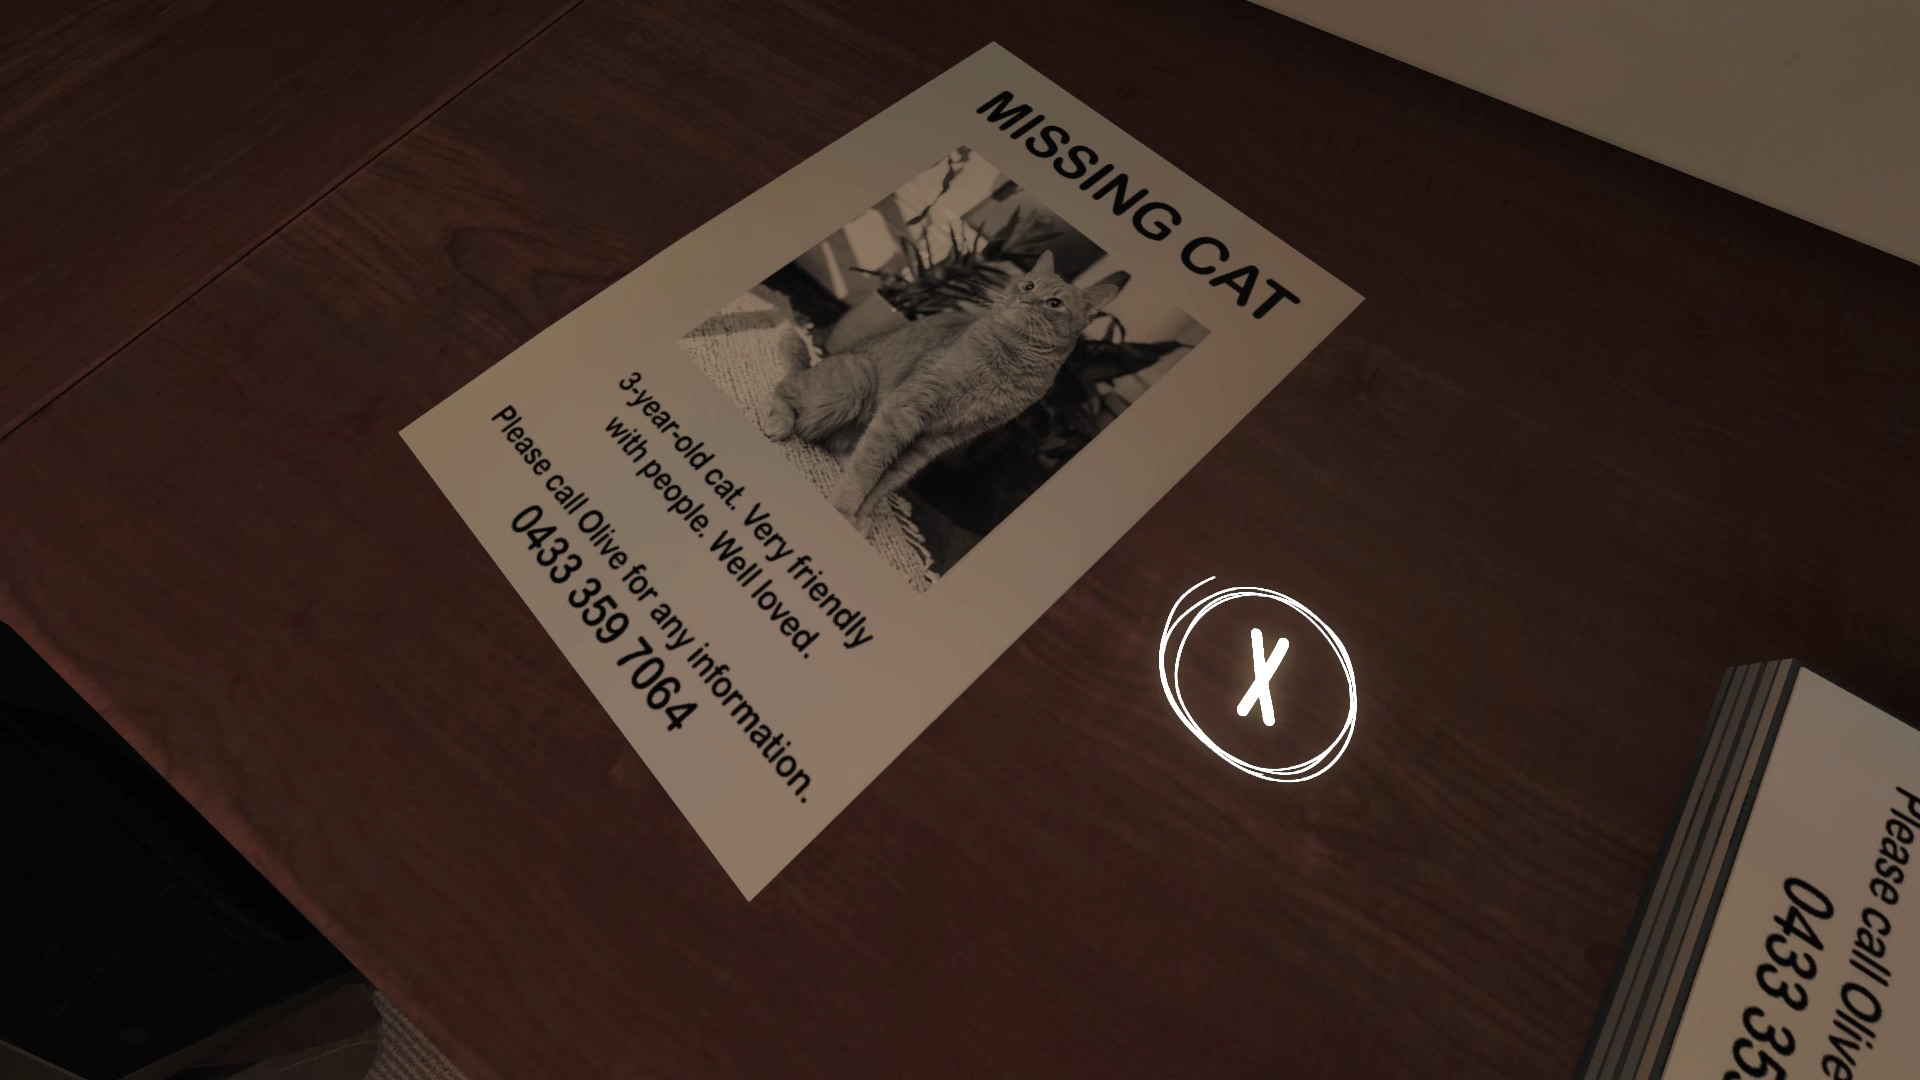 MISSING CAT
3-year-old cat. Very friendly
with people. Well loved.
Please call Olive for any information.
0433 359 7064
X
Please call Olive
0433 35